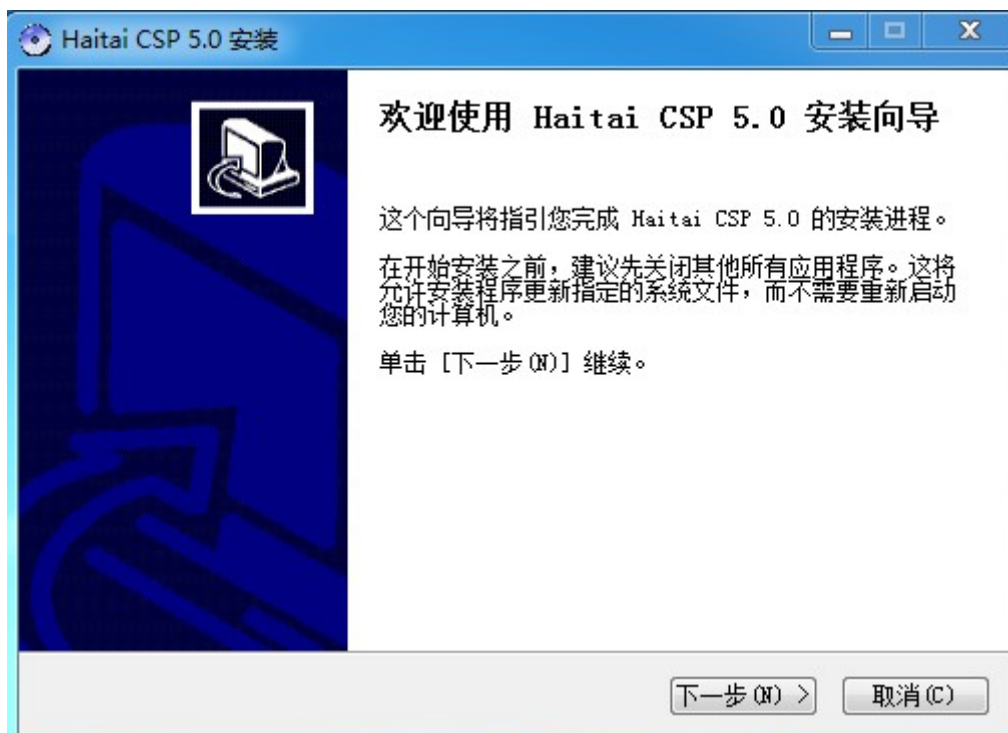 Haitai CSP 5.0 安装
欢迎使用 Haitai CSP 5.0 安装向导
这个向导将指引您完成 Haitai CSP 5.0 的安装进程。
在开始安装之前，建议先关闭其他所有应用程序。这将
允许安装程序更新指定的系统文件，而不需要重新启动
您的计算机。
单击 [下一步(N)] 继续。
下一步(N) >
取消(C)